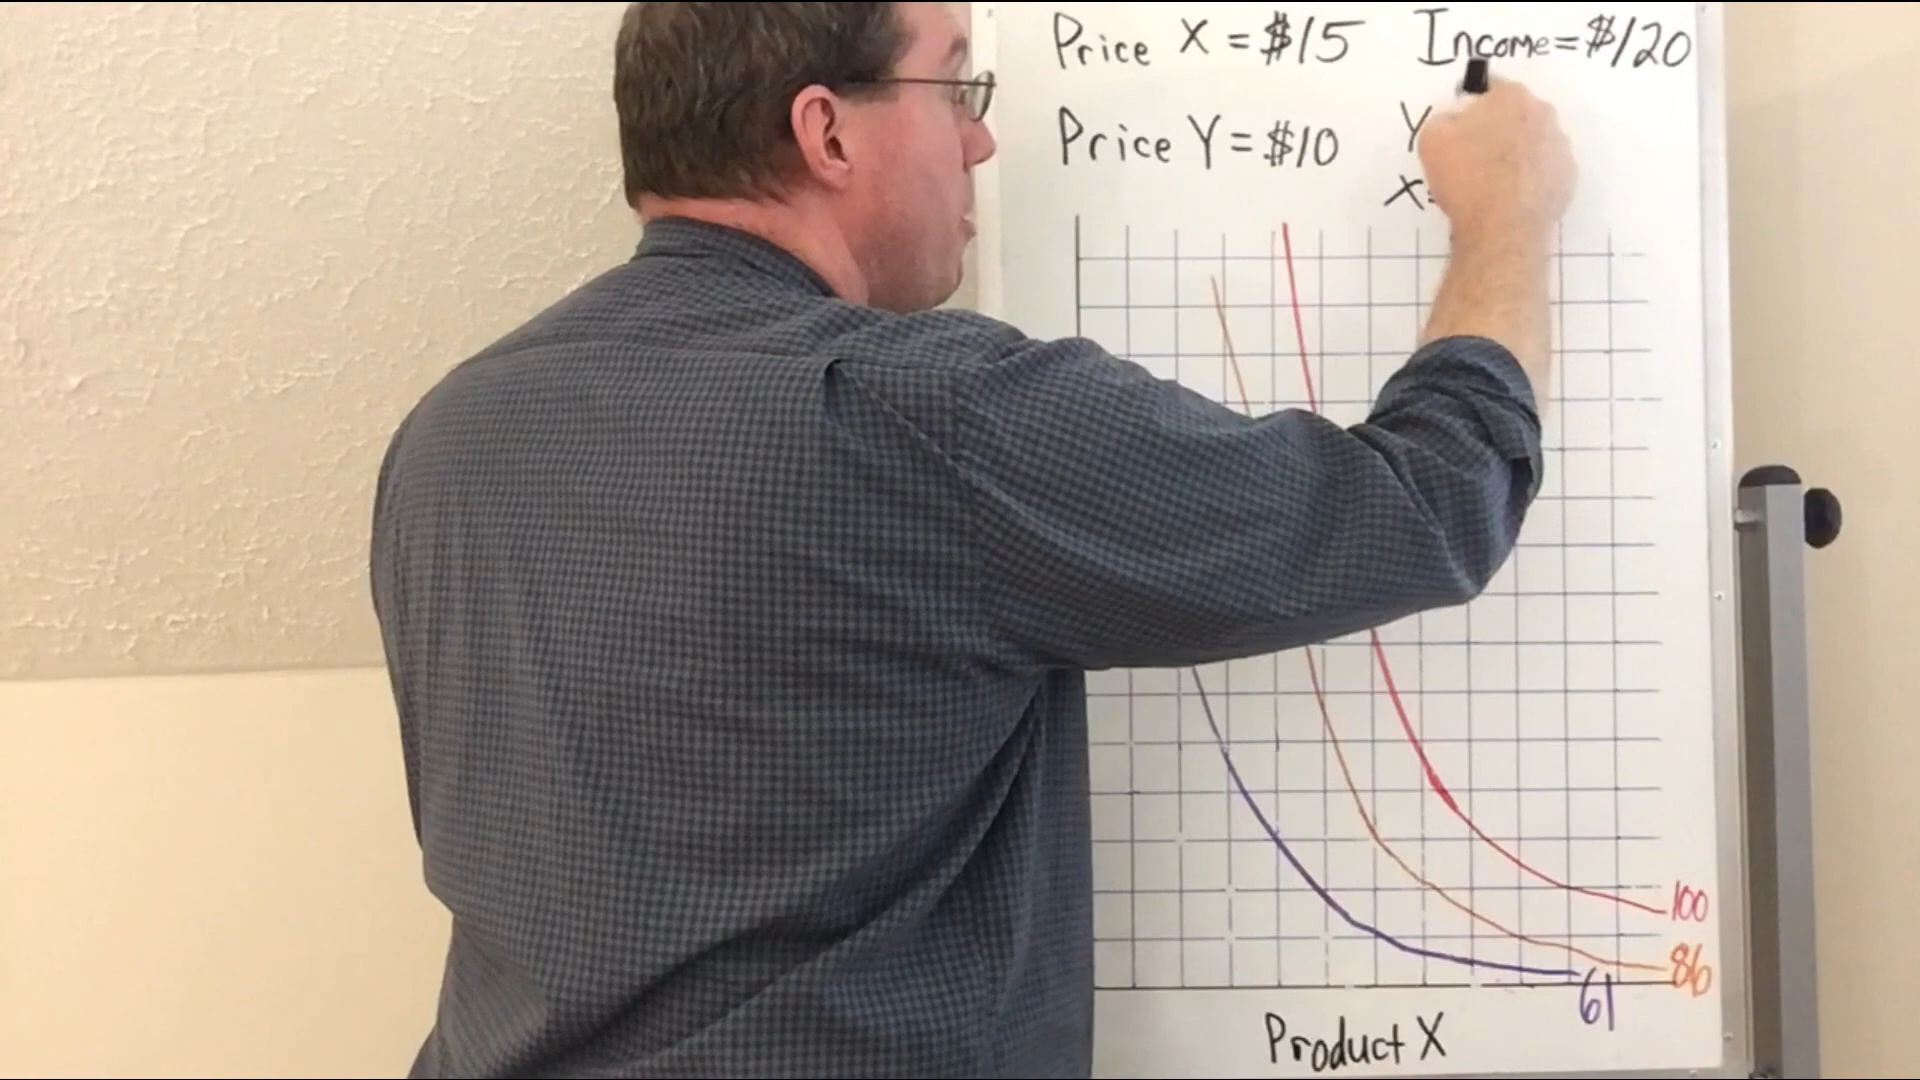 Price X = $15 Income = $120
Price Y = $10 Y
X=
100
86
61
Product X